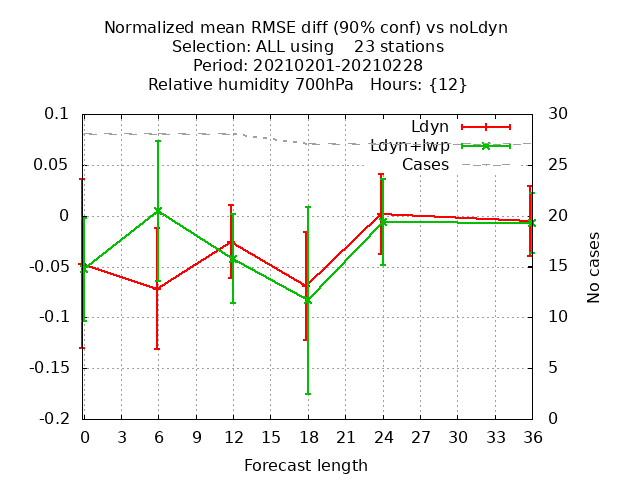 Normalized mean RMSE diff (90% conf) vs noLdyn
Selection: ALL using    23 stations
Period: 20210201-20210228
Relative humidity 700hPa   Hours: {12}
Ldyn
Ldyn+lwp
Cases
0.1
0.05
0
-0.05
-0.1
-0.15
-0.2
30
25
20
15
10
5
0
No cases
0 3 6 9 12 15 18 21 24 27 30 33 36
Forecast length